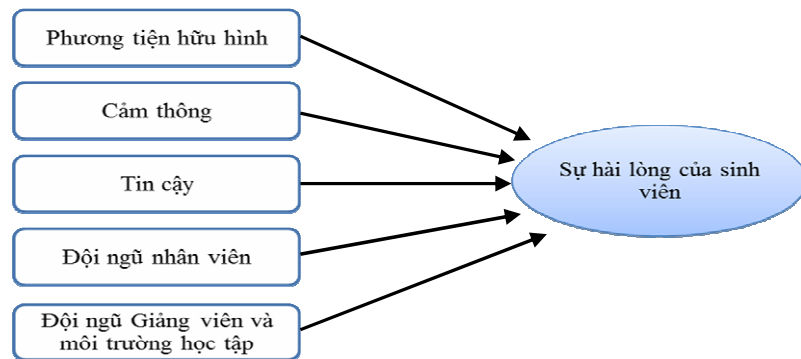 Phương tiện hữu hình
Cảm thông
Tin cậy
Đội ngũ nhân viên
Đội ngũ Giảng viên và
môi trường học tập
Sự hài lòng của sinh
viên